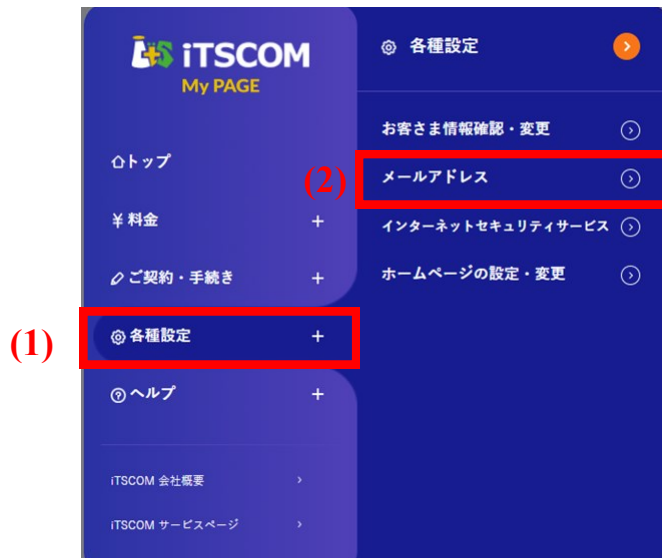 iTSCOM
My PAGE
トップ
¥ 料金 +
ご契約・手続き +
(1)
各種設定 +
ヘルプ +
iTSCOM 会社概要 ›
iTSCOM サービスページ ›
各種設定
お客さま情報確認・変更
(2)
メールアドレス
インターネットセキュリティサービス
ホームページの設定・変更